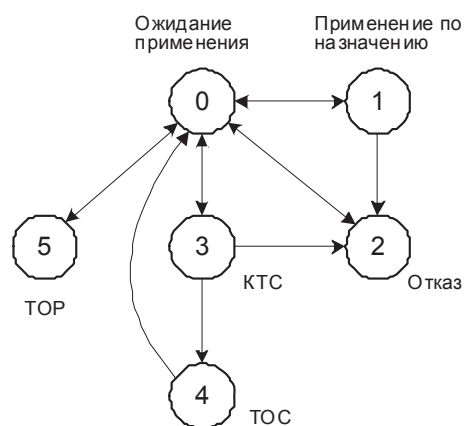 Ожидание применения
Применение по назначению
0
1
5
3
2
ТОР
КТС
Отказ
4
ТОС